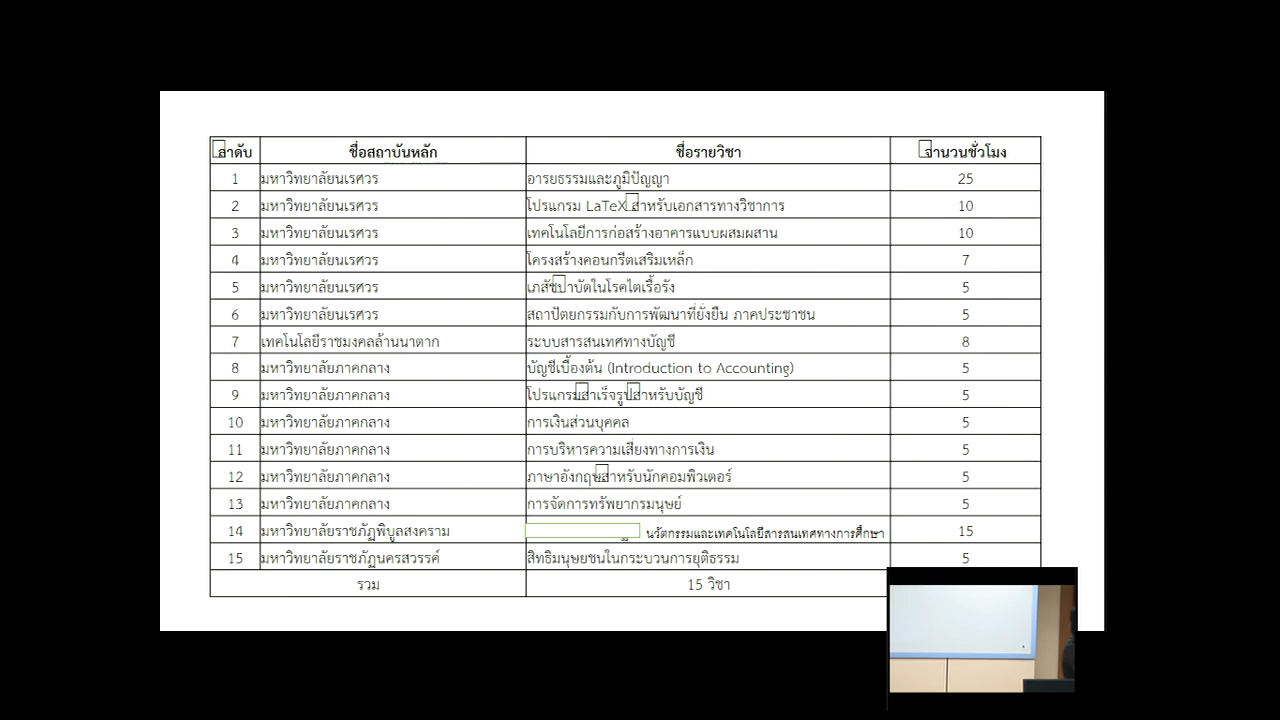 ลำดับ ชื่อสถาบันหลัก ชื่อรายวิชา จำนวนชั่วโมง
1 มหาวิทยาลัยนเรศวร อารยธรรมและภูมิปัญญา 25
2 มหาวิทยาลัยนเรศวร โปรแกรม LaTeX สำหรับเอกสารทางวิชาการ 10
3 มหาวิทยาลัยนเรศวร เทคโนโลยีการก่อสร้างอาคารแบบผสมผสาน 10
4 มหาวิทยาลัยนเรศวร โครงสร้างคอนกรีตเสริมเหล็ก 7
5 มหาวิทยาลัยนเรศวร เภสัชบำบัดในโรคไตเรื้อรัง 5
6 มหาวิทยาลัยนเรศวร สถาปัตยกรรมกับการพัฒนาที่ยั่งยืน ภาคประชาชน 5
7 เทคโนโลยีราชมงคลล้านนาตาก ระบบสารสนเทศทางบัญชี 8
8 มหาวิทยาลัยภาคกลาง บัญชีเบื้องต้น (Introduction to Accounting) 5
9 มหาวิทยาลัยภาคกลาง โปรแกรมสำเร็จรูปสำหรับบัญชี 5
10 มหาวิทยาลัยภาคกลาง การเงินส่วนบุคคล 5
11 มหาวิทยาลัยภาคกลาง การบริหารความเสี่ยงทางการเงิน 5
12 มหาวิทยาลัยภาคกลาง ภาษาอังกฤษสำหรับนักคอมพิวเตอร์ 5
13 มหาวิทยาลัยภาคกลาง การจัดการทรัพยากรมนุษย์ 5
14 มหาวิทยาลัยราชภัฏพิบูลสงคราม นวัตกรรมและเทคโนโลยีสารสนเทศทางการศึกษา 15
15 มหาวิทยาลัยราชภัฏนครสวรรค์ สิทธิมนุษยชนในกระบวนการยุติธรรม 5
รวม 15 วิชา